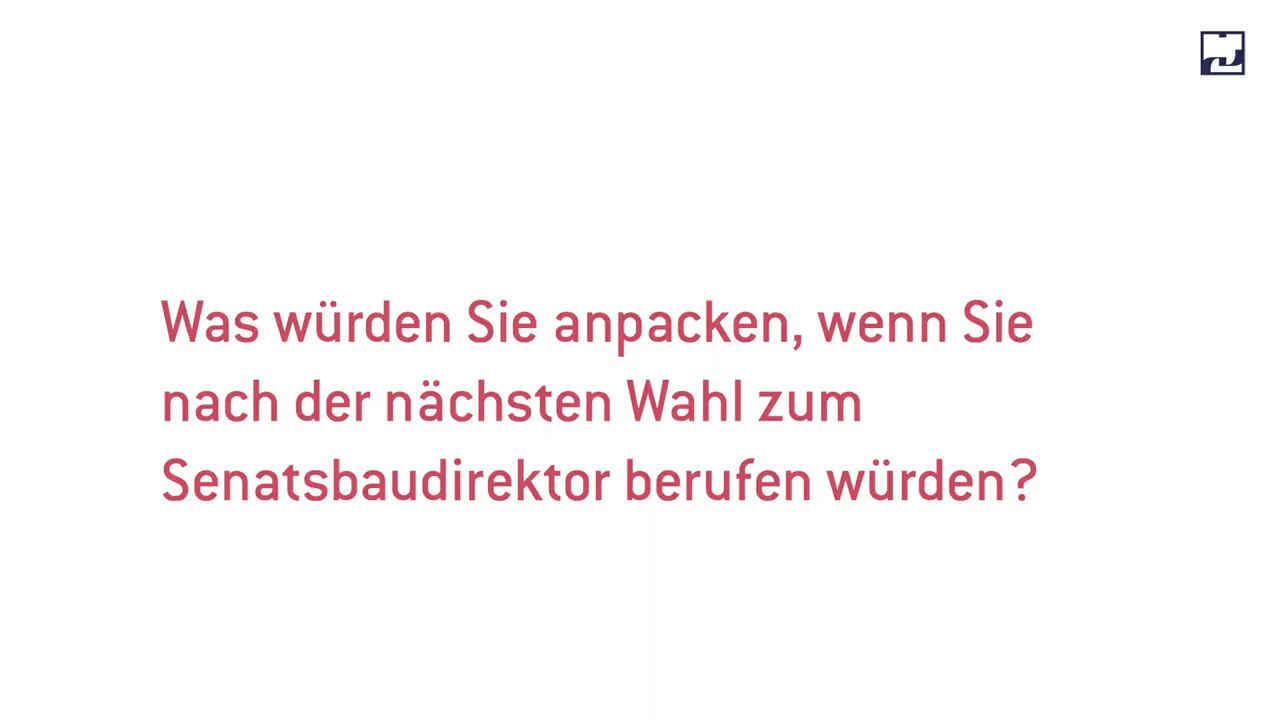 Was würden Sie anpacken, wenn Sie
nach der nächsten Wahl zum
Senatsbaudirektor berufen würden?